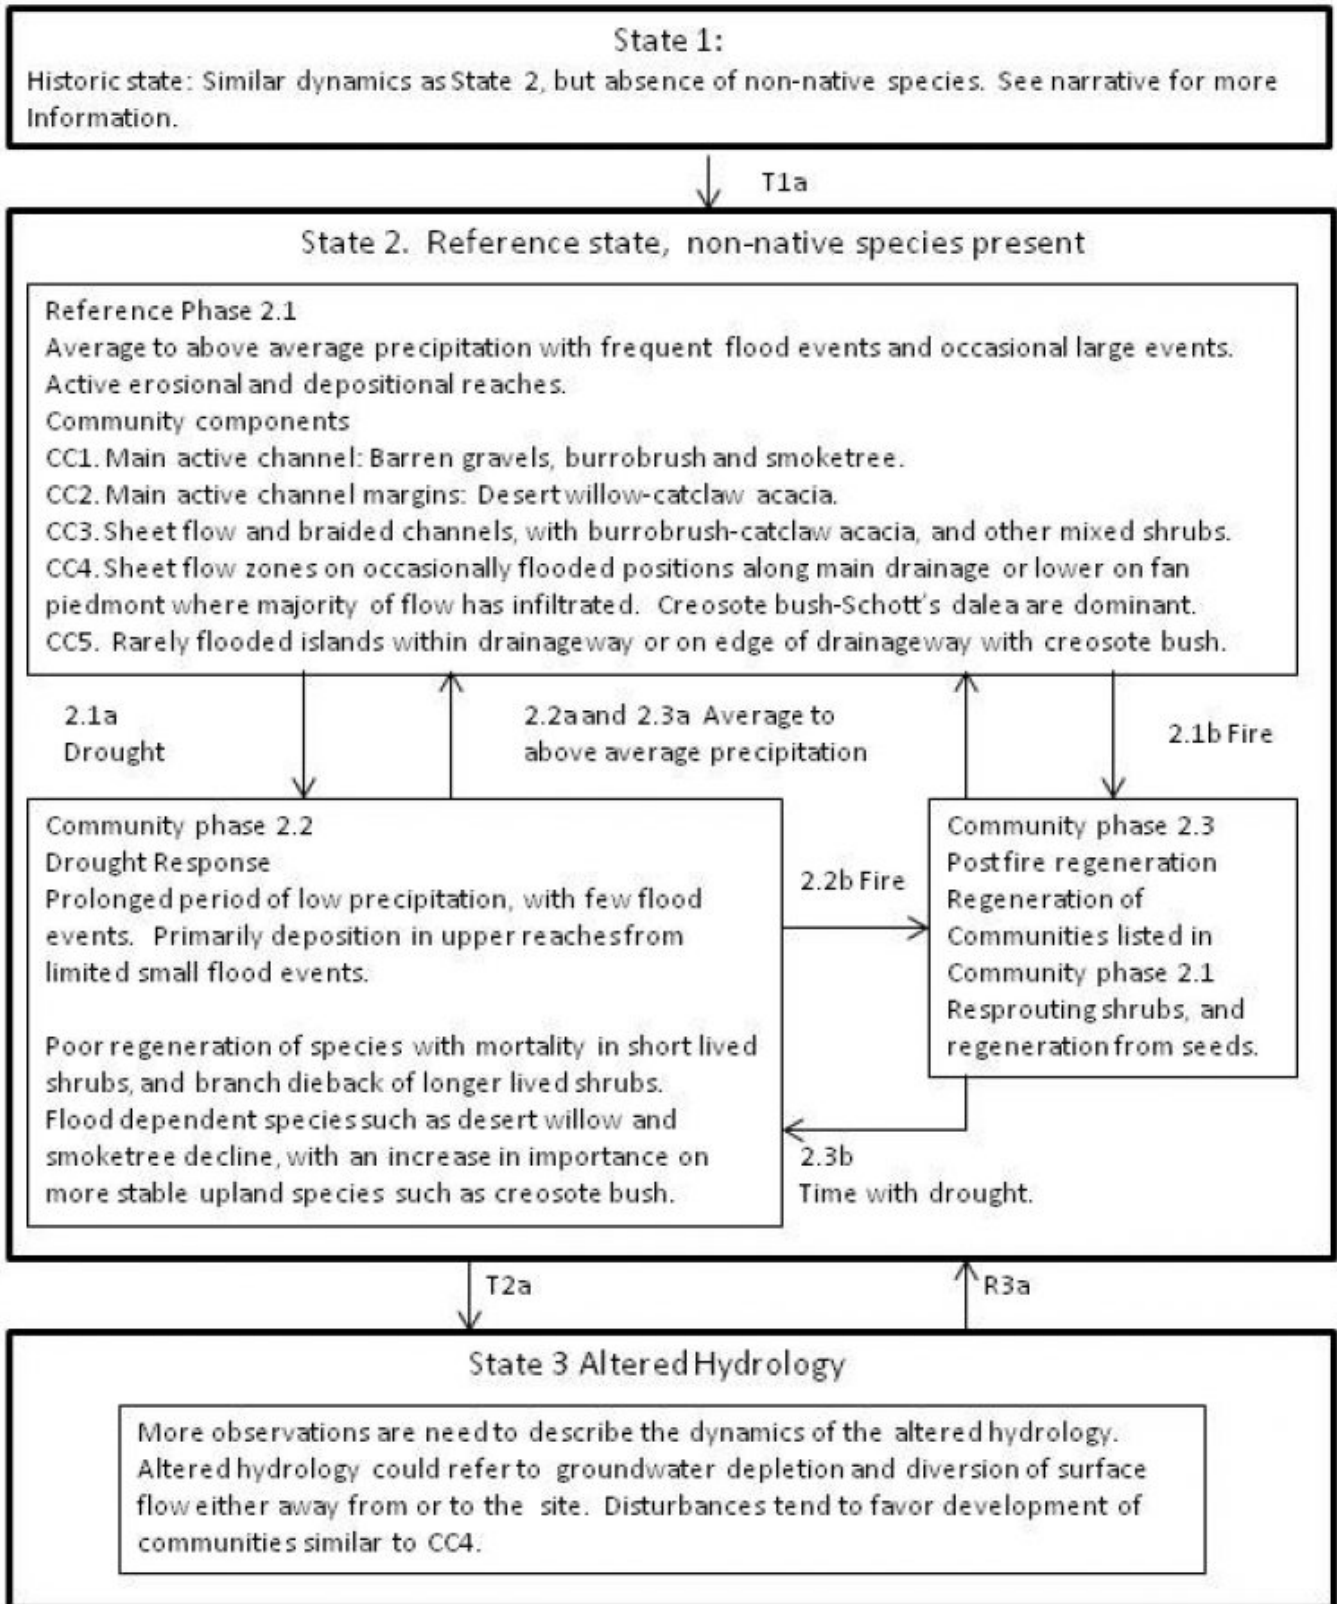 State 1:
Historic state: Similar dynamics as State 2, but absence of non-native species. See narrative for more
Information.
T1a
State 2. Reference state, non-native species present
Reference Phase 2.1
Average to above average precipitation with frequent flood events and occasional large events.
Active erosional and depositional reaches.
Community components
CC1. Main active channel: Barren gravels, burrobrush and smoketree.
CC2. Main active channel margins: Desert willow-catclaw acacia.
CC3. Sheet flow and braided channels, with burrobrush-catclaw acacia, and other mixed shrubs.
CC4. Sheet flow zones on occasionally flooded positions along main drainage or lower on fan
piedmont where majority of flow has infiltrated. Creosote bush-Schott's dalea are dominant.
CC5. Rarely flooded islands within drainageway or on edge of drainageway with creosote bush.
2.1a
Drought
2.2a and 2.3a Average to
above average precipitation
2.1b Fire
Community phase 2.2
Drought Response
Prolonged period of low precipitation, with few flood
events. Primarily deposition in upper reaches from
limited small flood events.
Poor regeneration of species with mortality in short lived
shrubs, and branch dieback of longer lived shrubs.
Flood dependent species such as desert willow and
smoketree decline, with an increase in importance on
more stable upland species such as creosote bush.
2.2b Fire
Community phase 2.3
Post fire regeneration
Regeneration of
Communities listed in
Community phase 2.1
Resprouting shrubs, and
regeneration from seeds.
2.3b
Time with drought.
T2a
R3a
State 3 Altered Hydrology
More observations are need to describe the dynamics of the altered hydrology.
Altered hydrology could refer to groundwater depletion and diversion of surface
flow either away from or to the site. Disturbances tend to favor development of
communities similar to CC4.